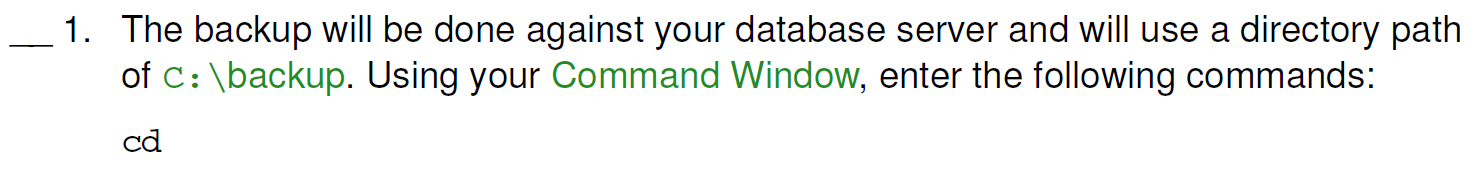 __ 1. The backup will be done against your database server and will use a directory path
of C:\backup. Using your Command Window, enter the following commands:
cd